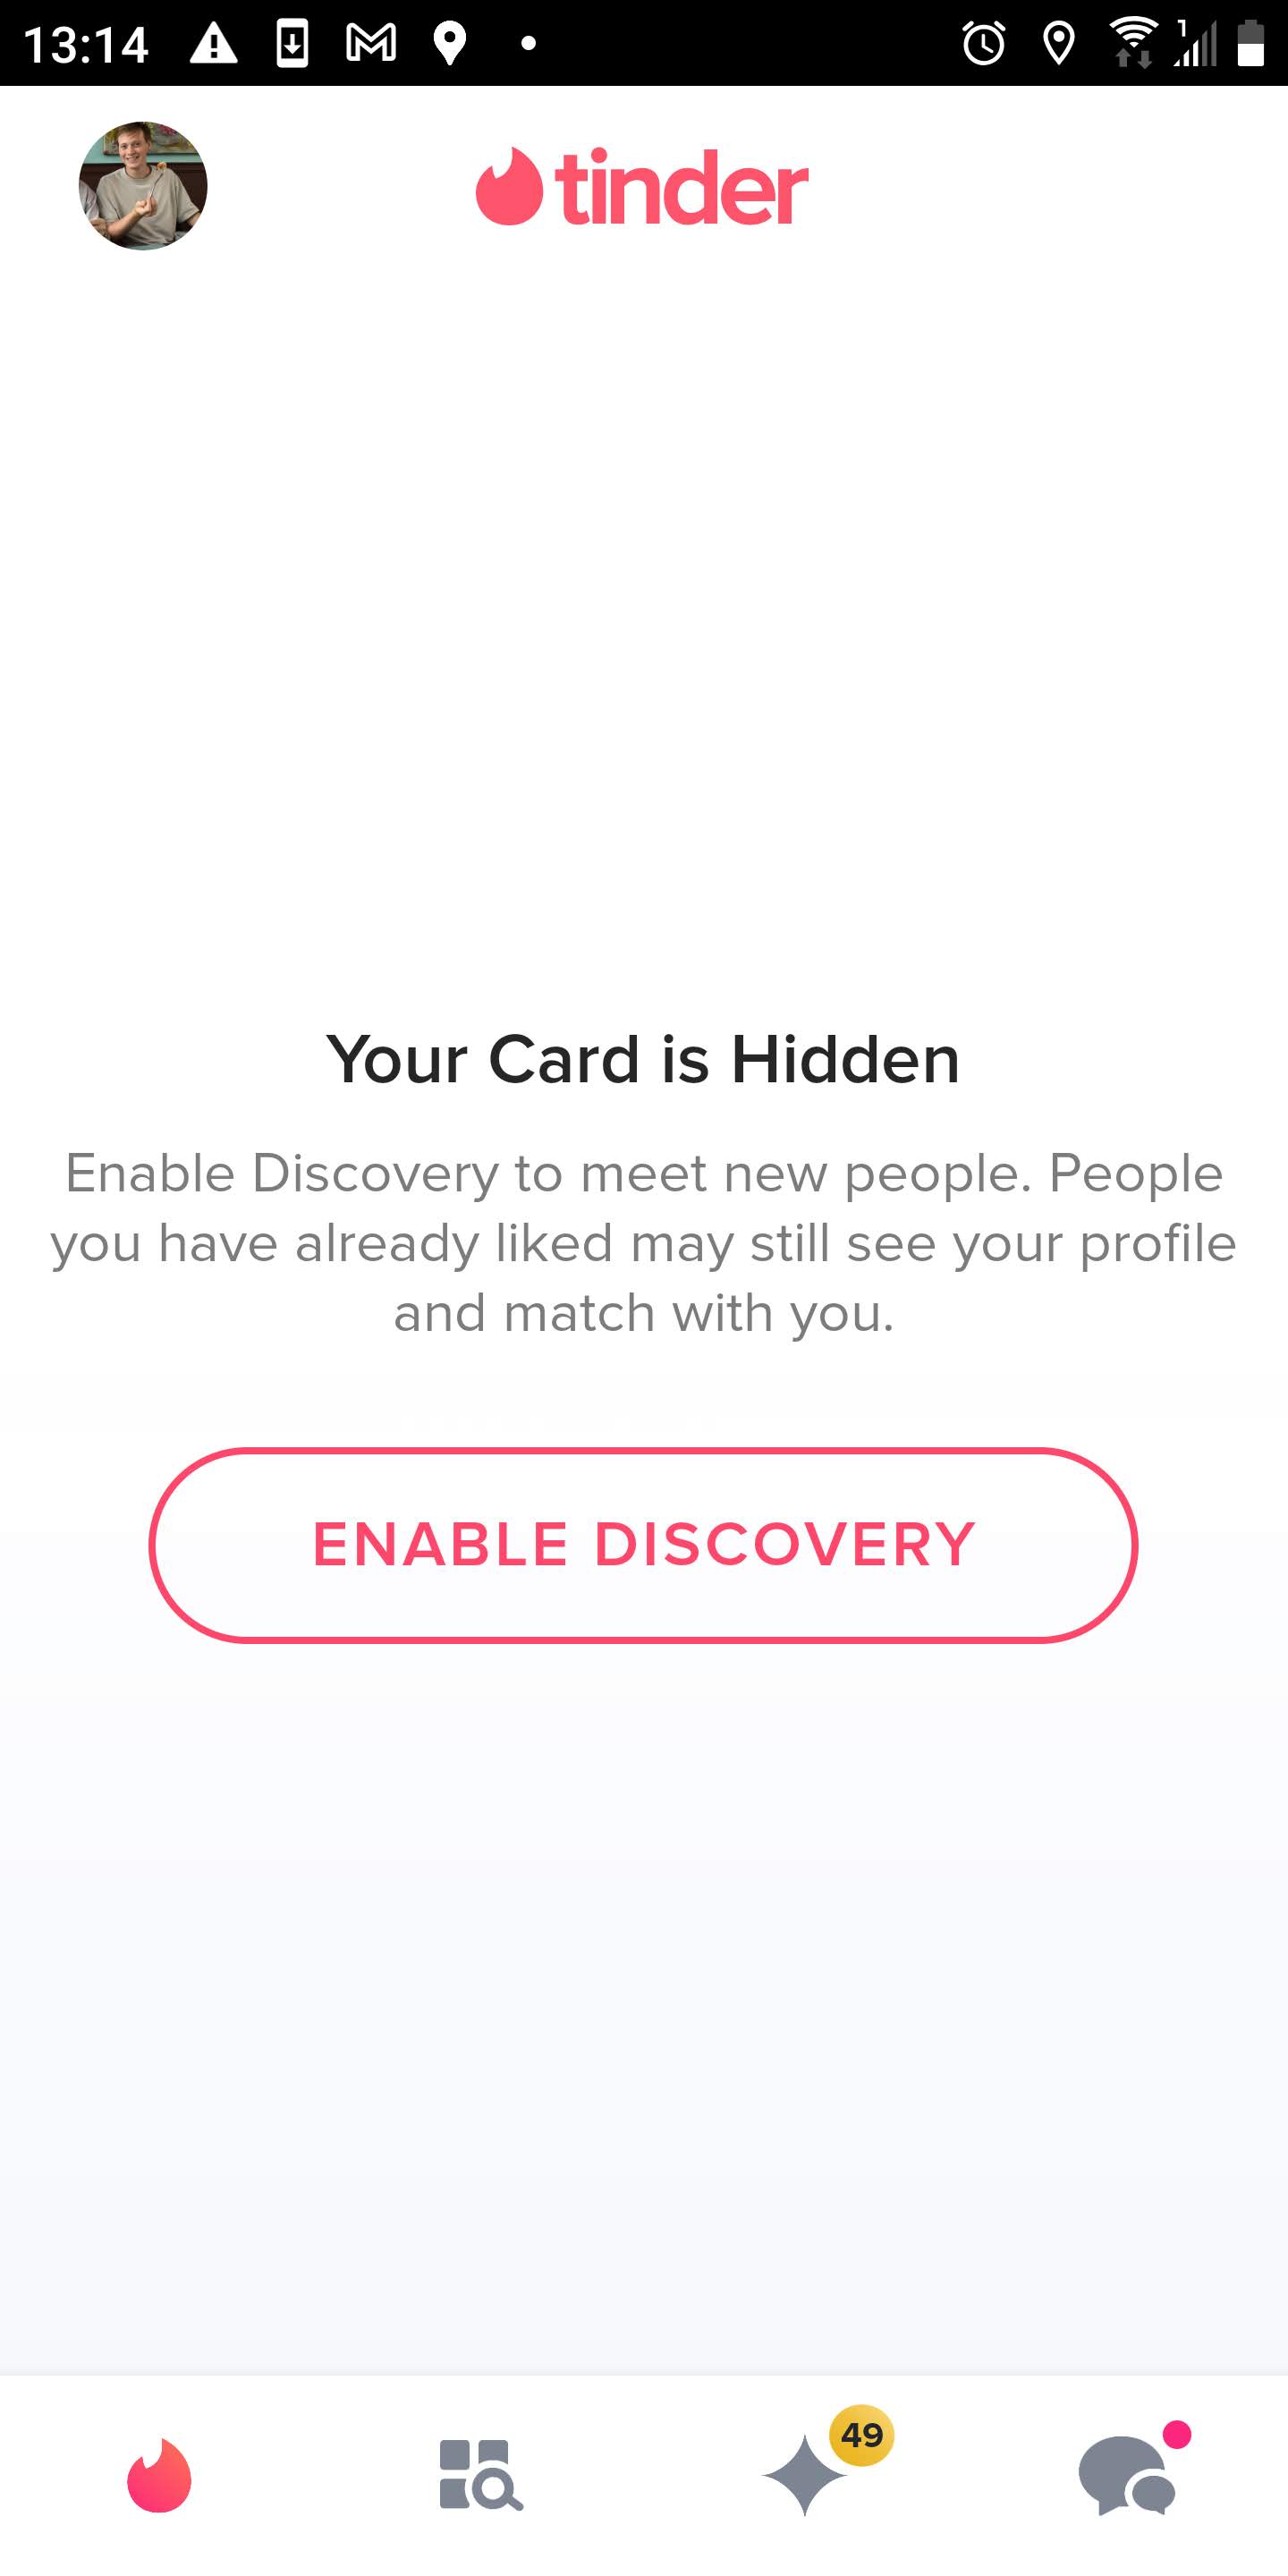 13:14
1
tinder
Your Card is Hidden
Enable Discovery to meet new people. People
you have already liked may still see your profile
and match with you.
ENABLE DISCOVERY
49